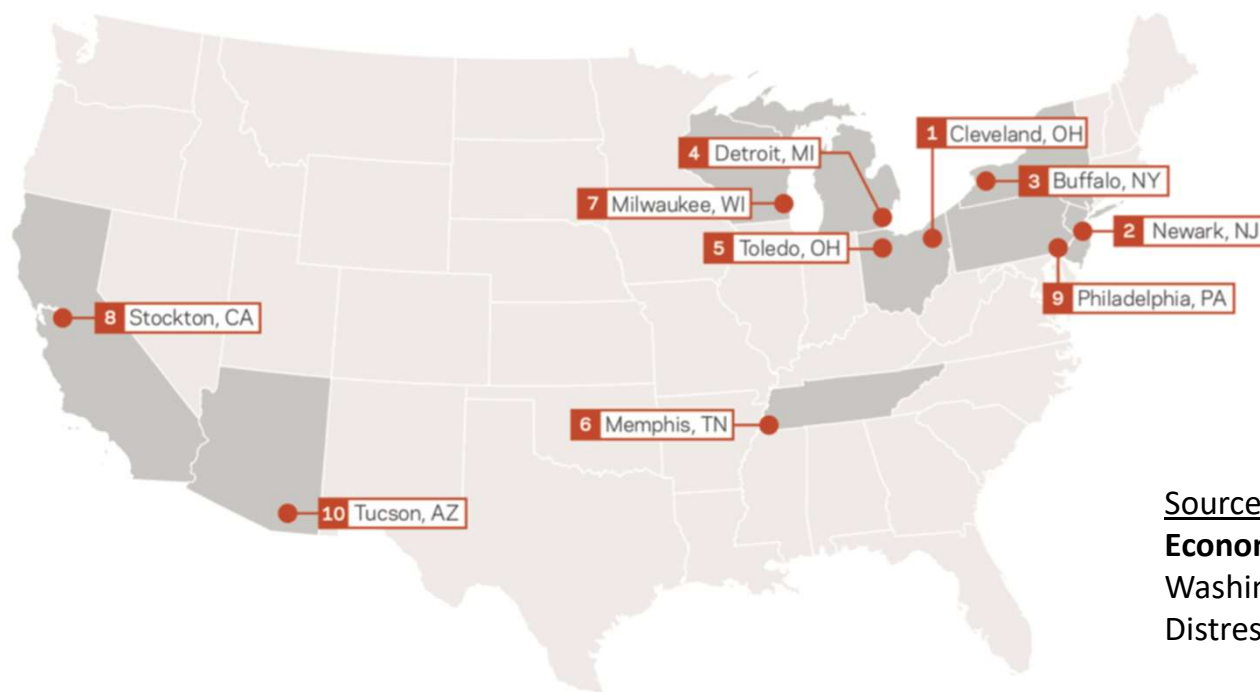 1 Cleveland, OH
4 Detroit, MI
3 Buffalo, NY
7 Milwaukee, WI
2 Newark, NJ
5 Toledo, OH
9 Philadelphia, PA
8 Stockton, CA
6 Memphis, TN
10 Tucson, AZ
Source
Econor
Washir
Distres